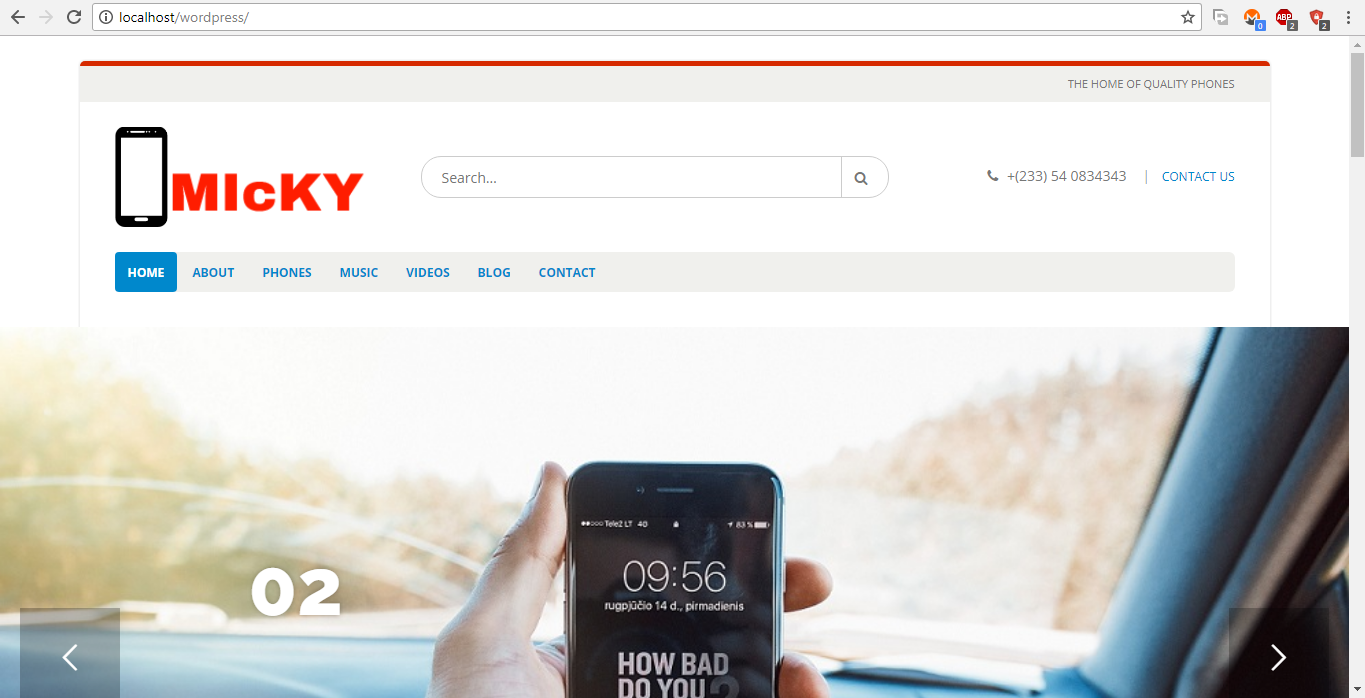 localhost/wordpress/
0
ABP
2
2
THE HOME OF QUALITY PHONES
MIcKY
Search...
+(233) 54 0834343 | CONTACT US
HOME ABOUT PHONES MUSIC VIDEOS BLOG CONTACT
Tele2 LT 4G 83 %
09:56
rugpjūčio 14 d., pirmadienis
02
HOW BAD
DO YOU